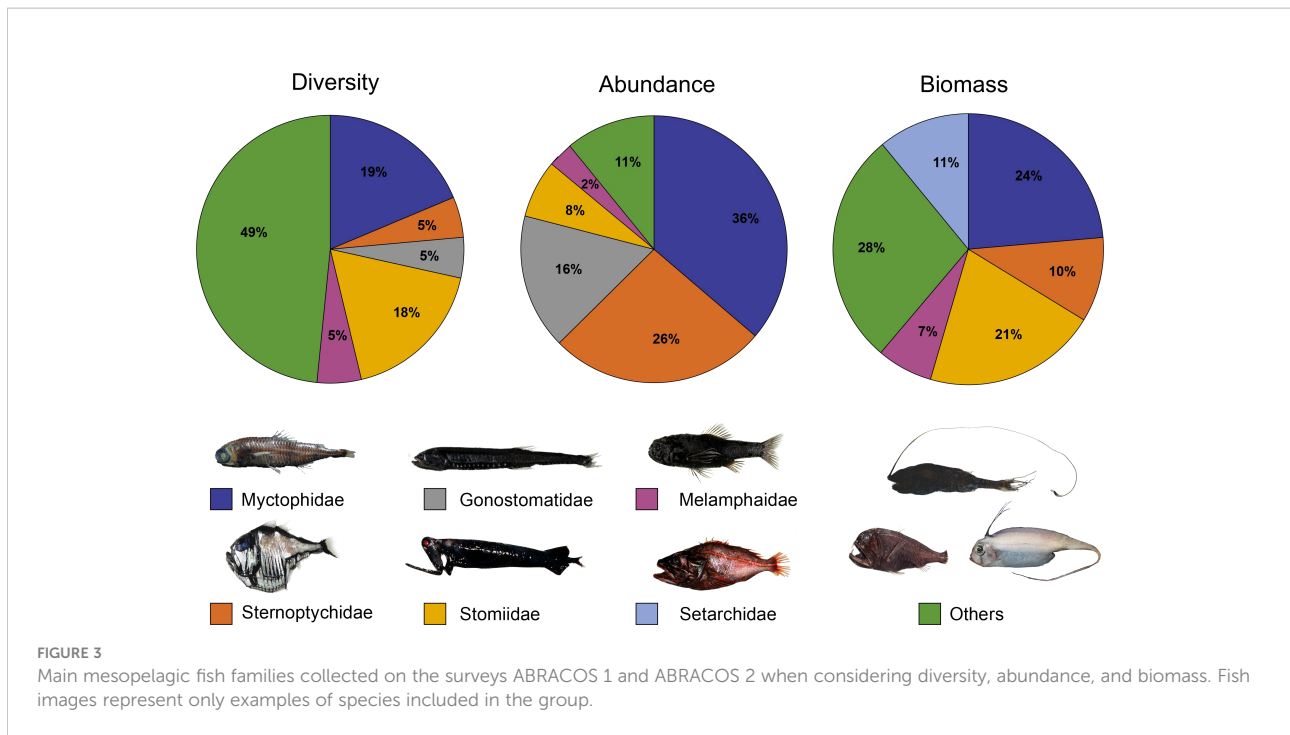 Diversity
Abundance
Biomass
19%
5%
5%
18%
5%
49%
36%
26%
16%
8%
2%
11%
24%
10%
21%
7%
28%
11%
Myctophidae
Gonostomatidae
Melamphaidae
Sternoptychidae
Stomiidae
Setarchidae
Others
FIGURE 3
Main mesopelagic fish families collected on the surveys ABRACOS 1 and ABRACOS 2 when considering diversity, abundance, and biomass. Fish
images represent only examples of species included in the group.